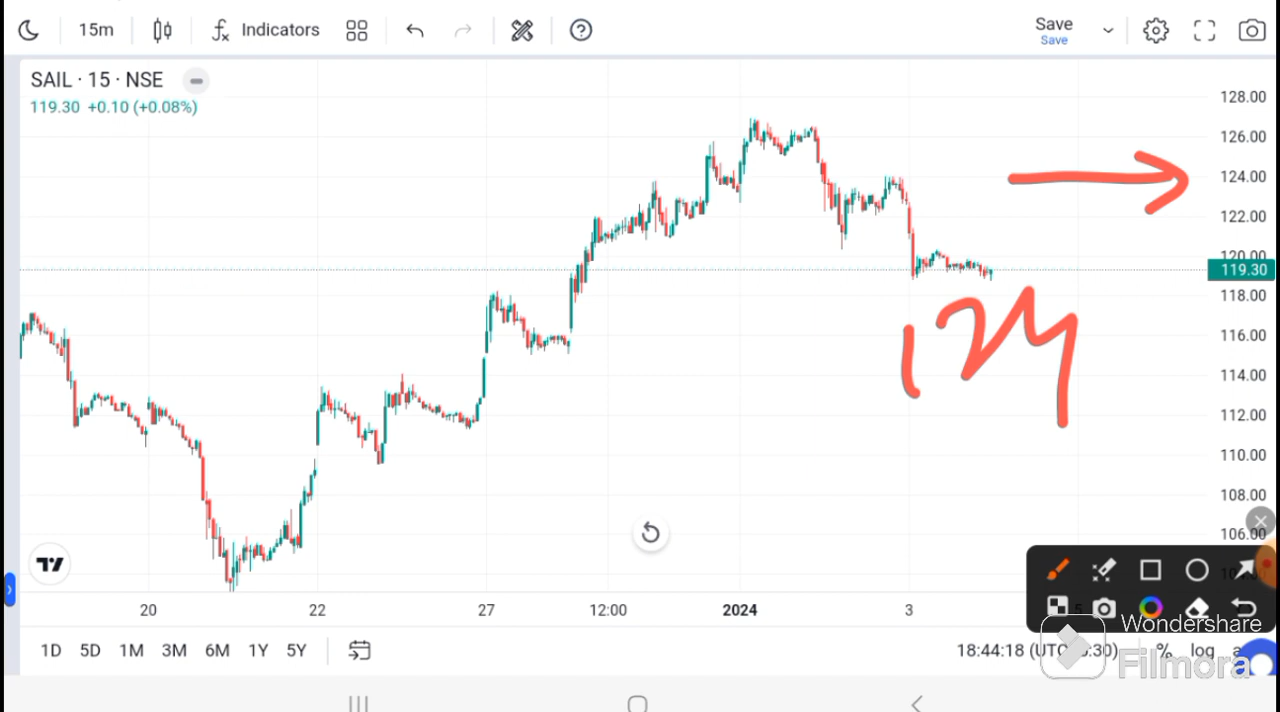 15m Indicators Save
Save
SAIL · 15 · NSE
119.30 +0.10 (+0.08%)
128.00
126.00
124.00
122.00
120.00
119.30
118.00
116.00
114.00
112.00
110.00
108.00
106.00
124
20 22 27 12:00 2024 3
1D 5D 1M 3M 6M 1Y 5Y
18:44:18 (UTC % log
Wondershare
Filmora